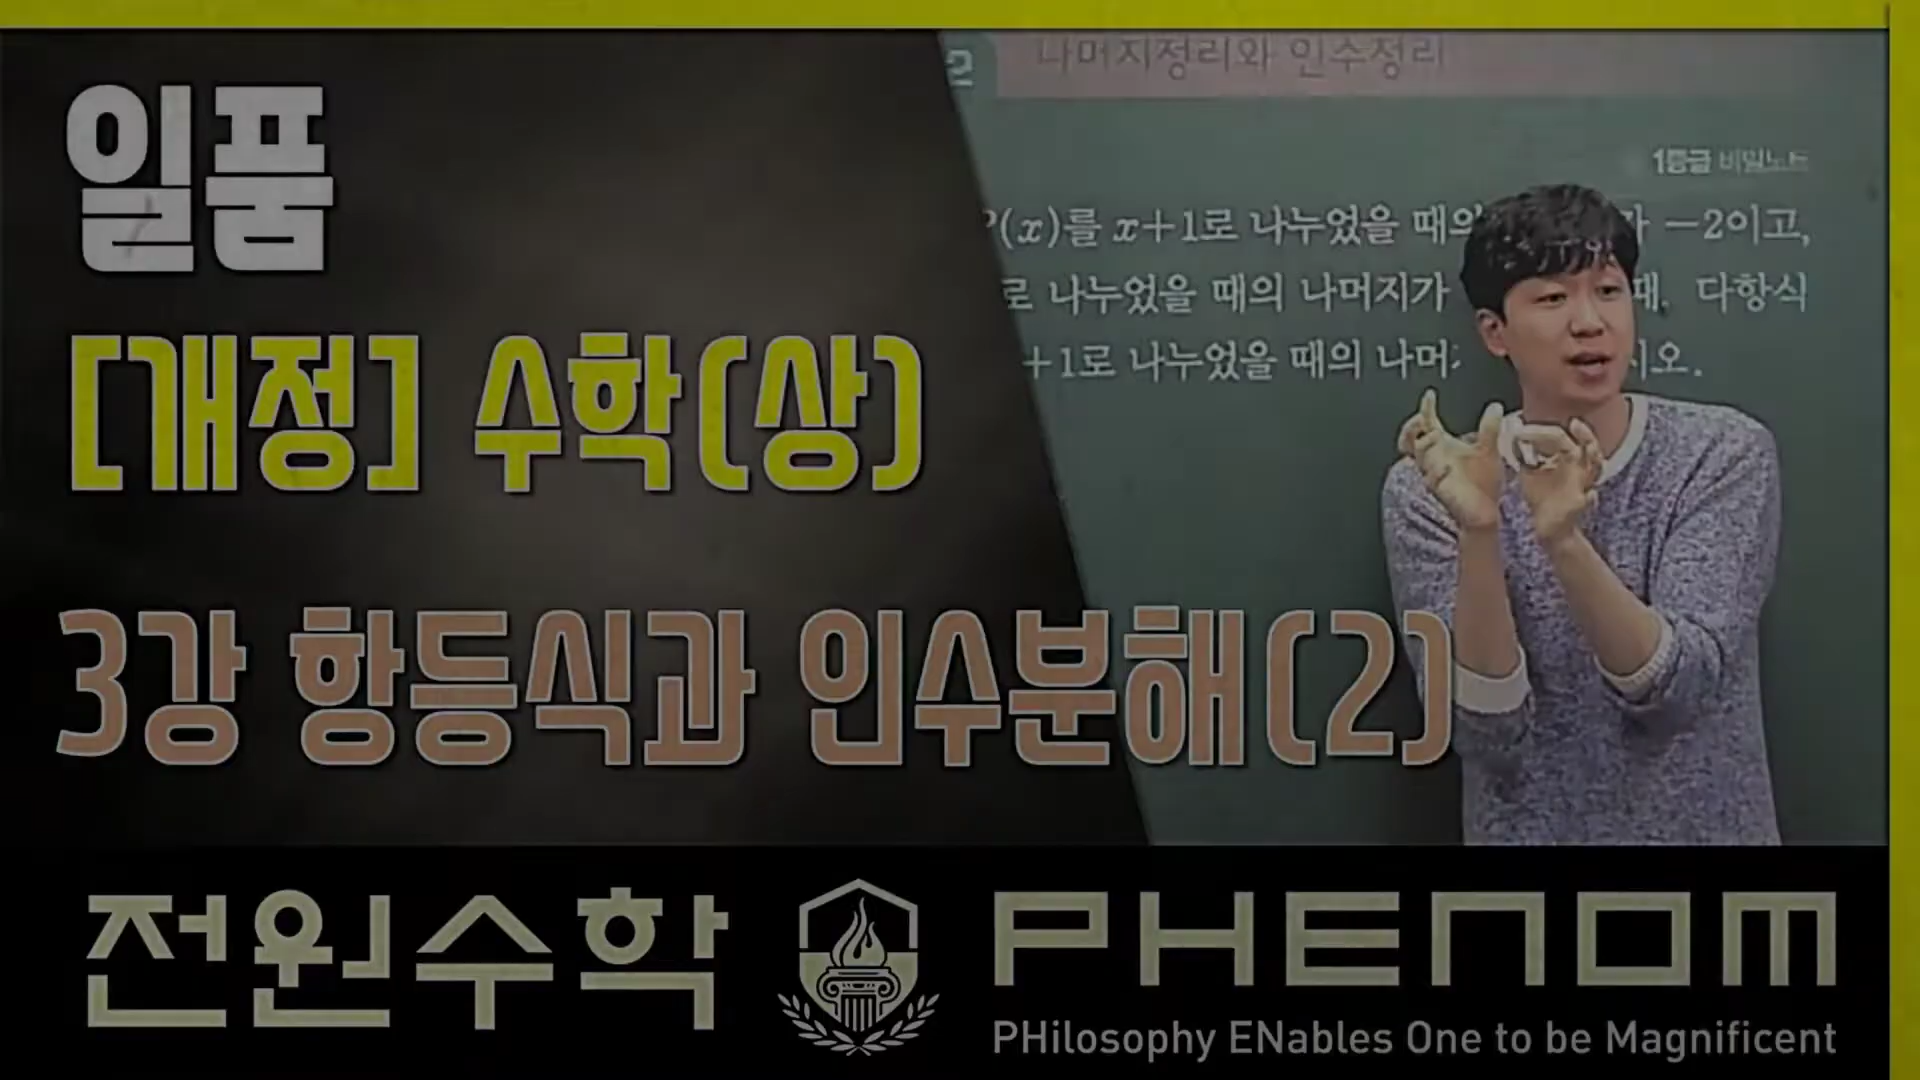 일품
[개정] 수학(상)
3강 항등식과 인수분해(2)
2 나머지정리와 인수정리
1등급 비밀노트
P(x)를 x+1로 나누었을 때의 -2이고,
로 나누었을 때의 나머지가 때, 다항식
+1로 나누었을 때의 나머 시오.
전원수학
PHENOM
PHilosophy ENables One to be Magnificent